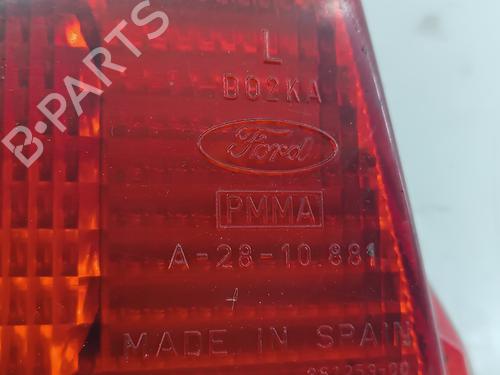 B-PARTS
L
B02KA
Ford
PMMA
A-28-10.881
MADE IN SPAIN